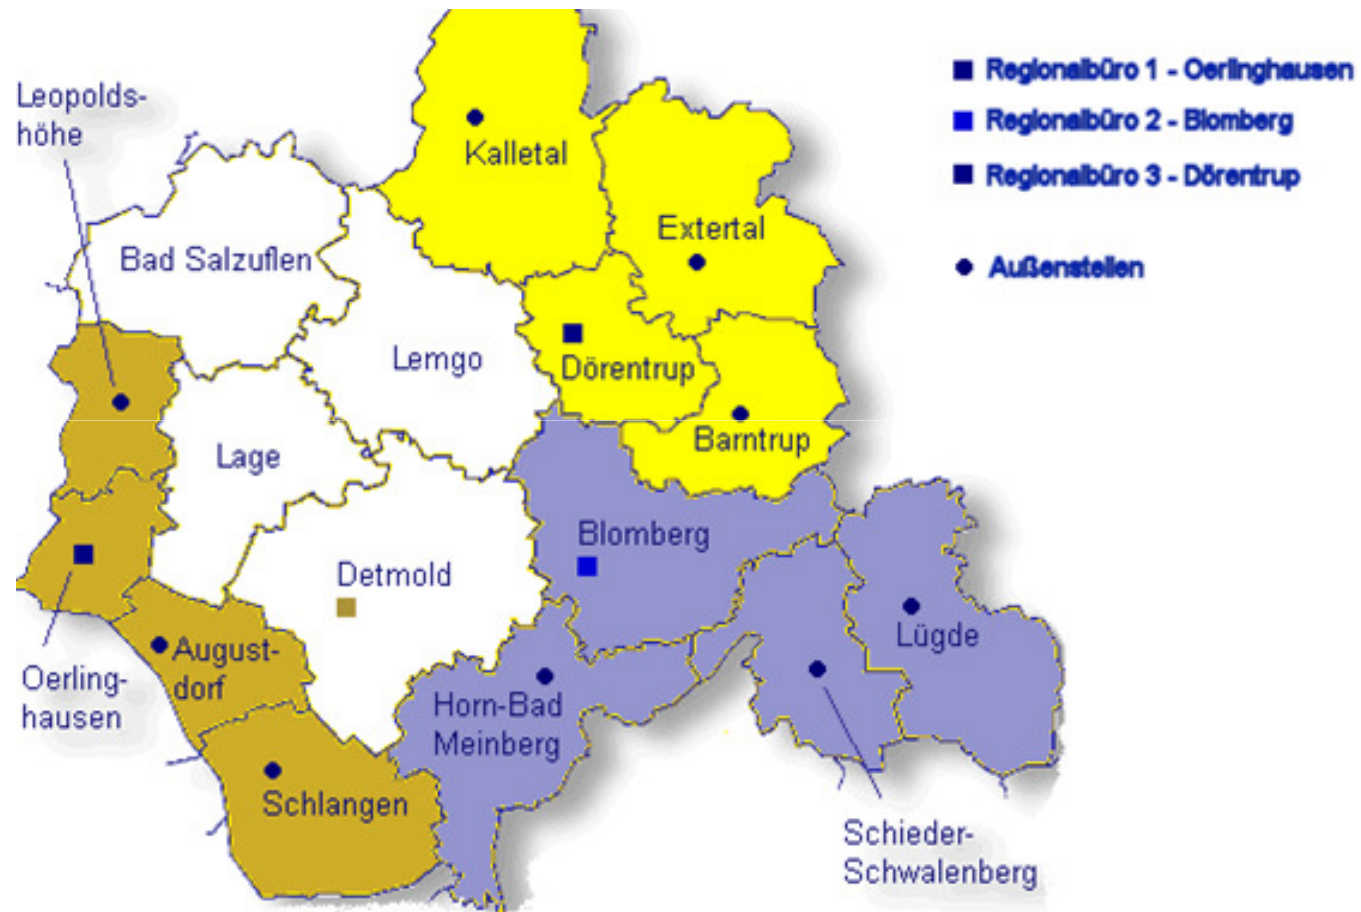 Leopolds-
höhe
Kalletal
Extertal
Bad Salzuflen
Lemgo
Dörentrup
Barntrup
Lage
Blomberg
Detmold
Lügde
August-
dorf
Oerling-
hausen
Horn-Bad
Meinberg
Schlangen
Schieder-
Schwalenberg
Regionalbüro 1 - Oerlinghausen
Regionalbüro 2 - Blomberg
Regionalbüro 3 - Dörentrup
Außenstellen